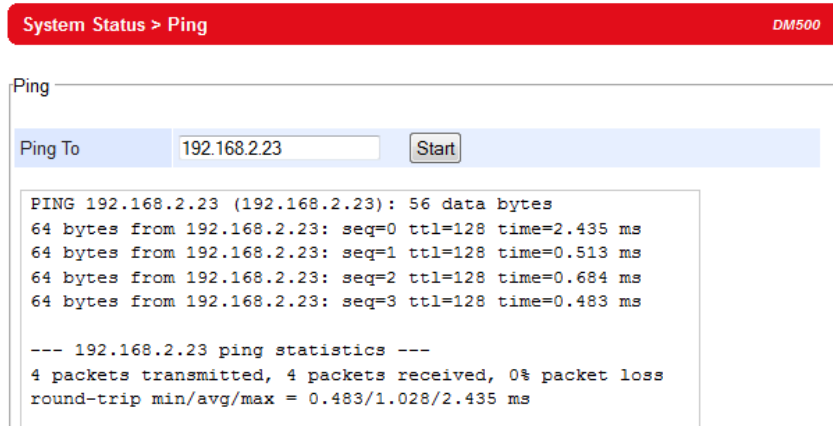 System Status > Ping
DM500
Ping
Ping To 192.168.2.23 Start
PING 192.168.2.23 (192.168.2.23): 56 data bytes
64 bytes from 192.168.2.23: seq=0 ttl=128 time=2.435 ms
64 bytes from 192.168.2.23: seq=1 ttl=128 time=0.513 ms
64 bytes from 192.168.2.23: seq=2 ttl=128 time=0.684 ms
64 bytes from 192.168.2.23: seq=3 ttl=128 time=0.483 ms
--- 192.168.2.23 ping statistics ---
4 packets transmitted, 4 packets received, 0% packet loss
round-trip min/avg/max = 0.483/1.028/2.435 ms